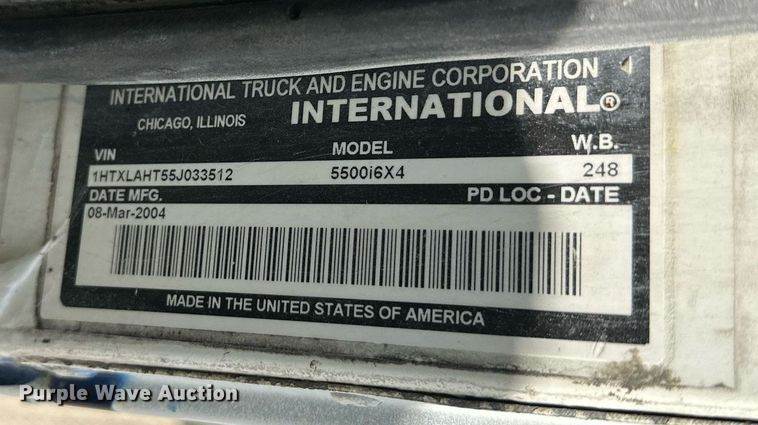 INTERNATIONAL TRUCK AND ENGINE CORPORATION
CHICAGO, ILLINOIS INTERNATIONAL®
VIN MODEL W.B.
1HTXLAHT55J033512 5500i6X4 248
DATE MFG. PD LOC - DATE
08-Mar-2004
MADE IN THE UNITED STATES OF AMERICA
Purple Wave Auction